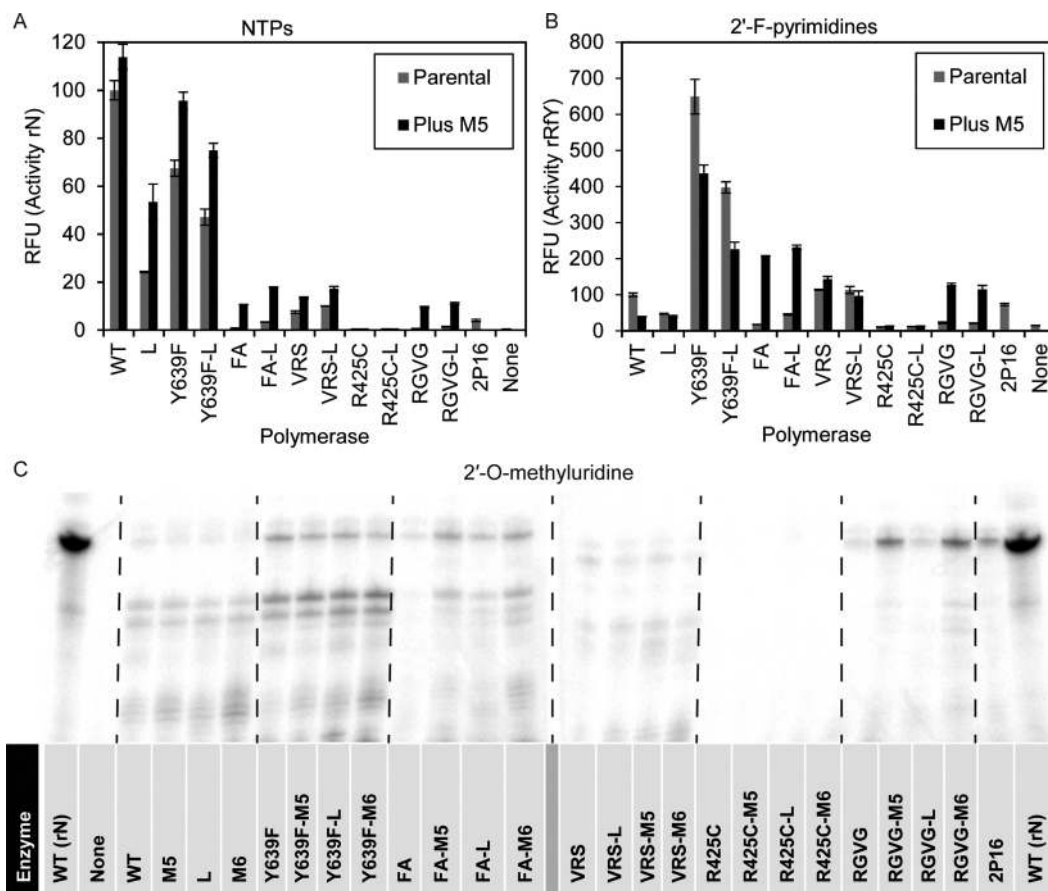 A
NTPs
RFU (Activity rN)
120
100
80
60
40
20
0
Parental
Plus M5
WT
L
Y639F
Y639F-L
FA
FA-L
VRS
VRS-L
R425C
R425C-L
RGVG
RGVG-L
2P16
None
Polymerase
B
2'-F-pyrimidines
RFU (Activity rRfY)
800
700
600
500
400
300
200
100
0
Parental
Plus M5
WT
L
Y639F
Y639F-L
FA
FA-L
VRS
VRS-L
R425C
R425C-L
RGVG
RGVG-L
2P16
None
Polymerase
C
2'-O-methyluridine
Enzyme
WT (rN)
None
WT
M5
L
M6
Y639F
Y639F-M5
Y639F-L
Y639F-M6
FA
FA-M5
FA-L
FA-M6
VRS
VRS-L
VRS-M5
VRS-M6
R425C
R425C-M5
R425C-L
R425C-M6
RGVG
RGVG-M5
RGVG-L
RGVG-M6
2P16
WT (rN)